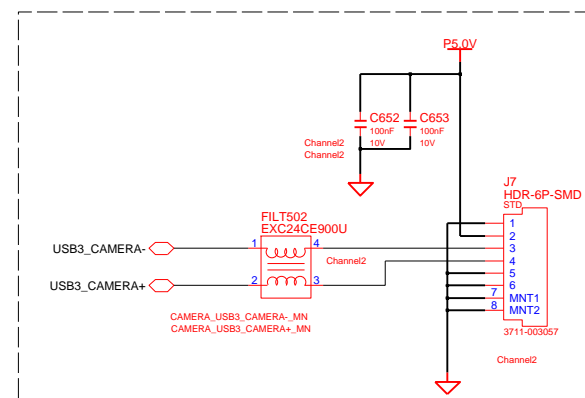 P5.0V
C652
100nF
10V
C653
100nF
10V
Channel2
Channel2
J7
HDR-6P-SMD
STD
1
2
3
4
5
6
7
MNT1
8
MNT2
3711-003057
Channel2
FILT502
EXC24CE900U
USB3_CAMERA-
1
4
Channel2
USB3_CAMERA+
2
3
CAMERA_USB3_CAMERA-_MN
CAMERA_USB3_CAMERA+_MN